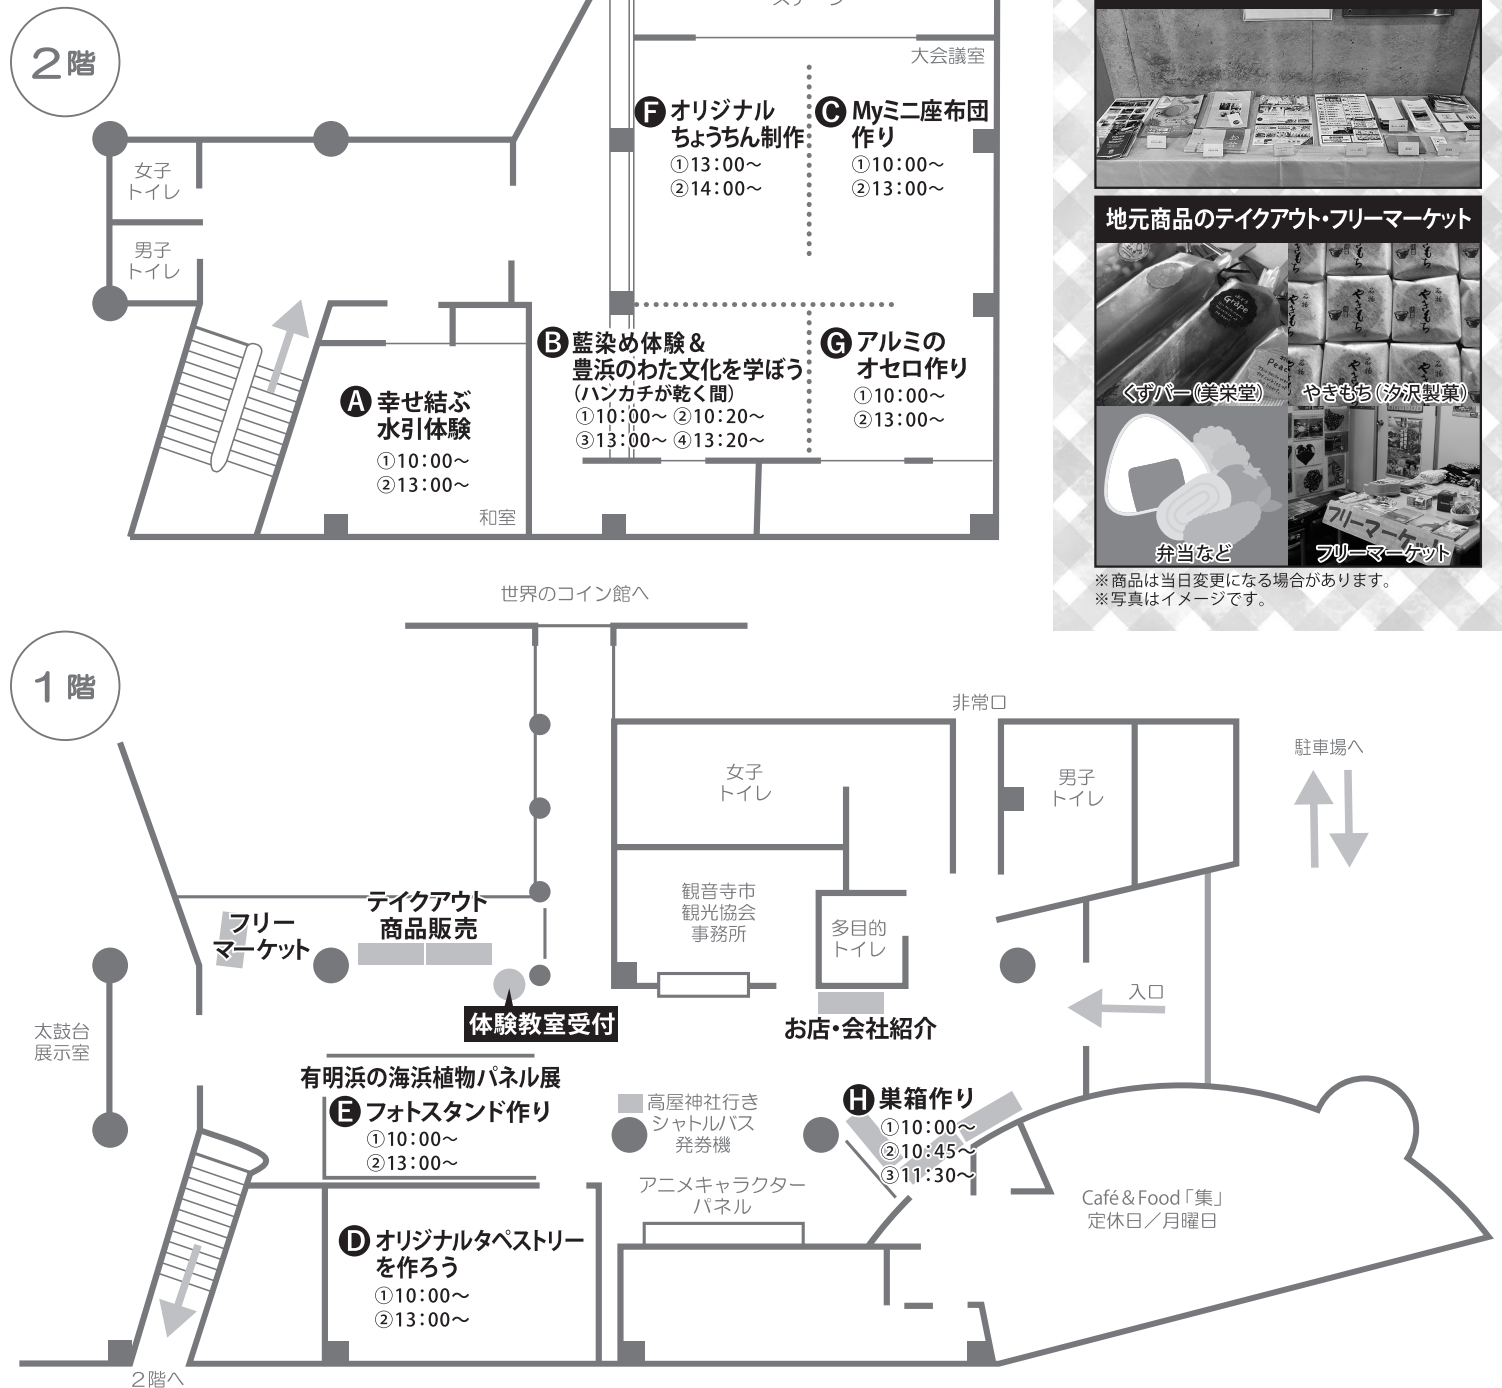 2階
大会議室
F オリジナル
ちょうちん制作
①13：00～
②14：00～
C Myミニ座布団
作り
①10：00～
②13：00～
女子
トイレ
男子
トイレ
B 藍染め体験＆
豊浜のわた文化を学ぼう
（ハンカチが乾く間）
①10：00～ ②10：20～
③13：00～ ④13：20～
G アルミの
オセロ作り
①10：00～
②13：00～
A 幸せ結ぶ
水引体験
①10：00～
②13：00～
和室
地元商品のテイクアウト・フリーマーケット
くずバー（美栄堂）
やきもち（汐沢製菓）
弁当など
フリーマーケット
フリーマーケット
※商品は当日変更になる場合があります。
※写真はイメージです。
世界のコイン館へ
1階
非常口
駐車場へ
女子
トイレ
男子
トイレ
観音寺市
観光協会
事務所
多目的
トイレ
テイクアウト
商品販売
フリー
マーケット
体験教室受付
お店・会社紹介
入口
太鼓台
展示室
有明浜の海浜植物パネル展
E フォトスタンド作り
①10：00～
②13：00～
高屋神社行き
シャトルバス
発券機
H 巣箱作り
①10：00～
②10：45～
③11：30～
アニメキャラクター
パネル
Café＆Food「集」
定休日／月曜日
D オリジナルタペストリー
を作ろう
①10：00～
②13：00～
2階へ